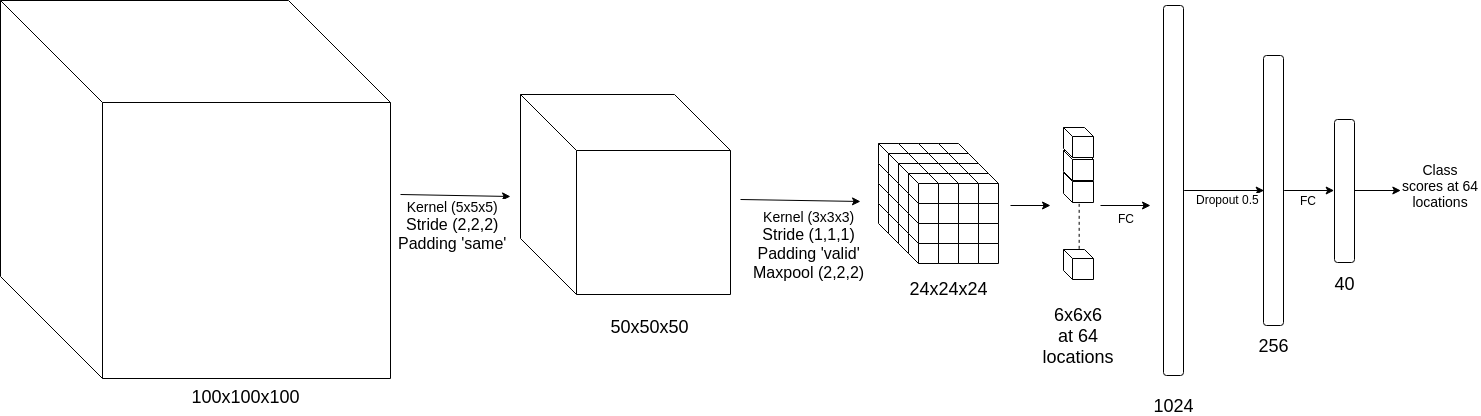 100x100x100
Kernel (5x5x5)
Stride (2,2,2)
Padding 'same'
50x50x50
Kernel (3x3x3)
Stride (1,1,1)
Padding 'valid'
Maxpool (2,2,2)
24x24x24
6x6x6
at 64
locations
FC
1024
Dropout 0.5
256
FC
40
Class
scores at 64
locations